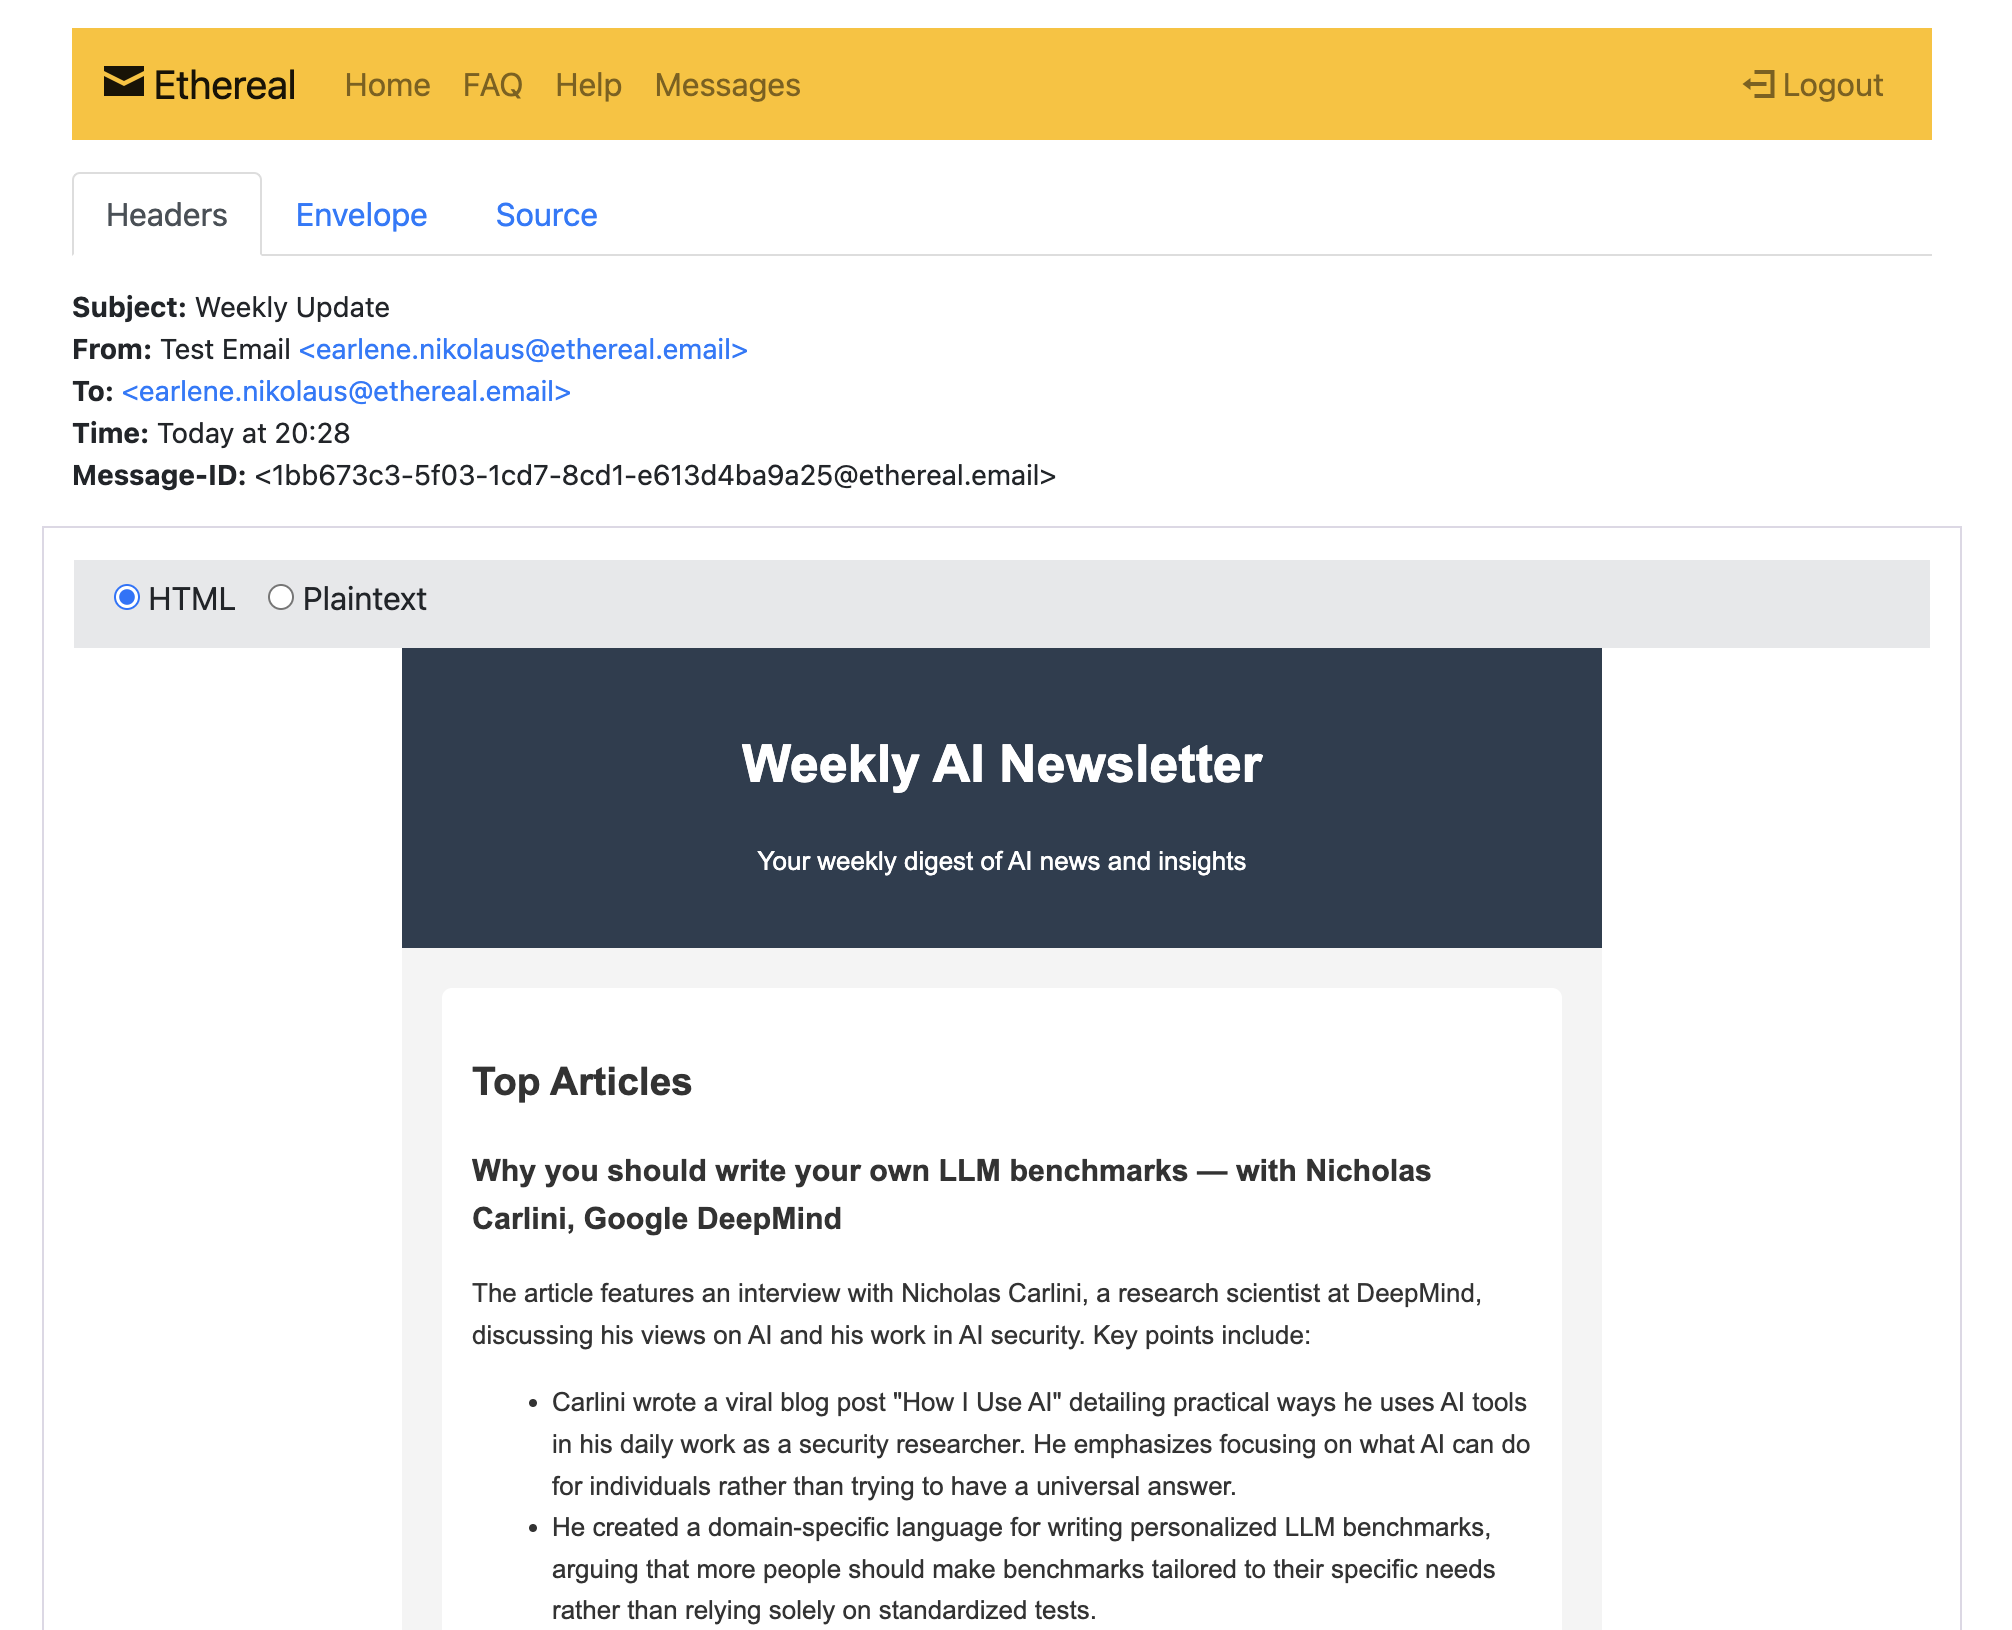 Ethereal Home FAQ Help Messages Logout
Headers Envelope Source
Subject: Weekly Update
From: Test Email <earlene.nikolaus@ethereal.email>
To: <earlene.nikolaus@ethereal.email>
Time: Today at 20:28
Message-ID: <1bb673c3-5f03-1cd7-8cd1-e613d4ba9a25@ethereal.email>
HTML Plaintext
Weekly AI Newsletter
Your weekly digest of AI news and insights
Top Articles
Why you should write your own LLM benchmarks — with Nicholas
Carlini, Google DeepMind
The article features an interview with Nicholas Carlini, a research scientist at DeepMind,
discussing his views on AI and his work in AI security. Key points include:
• Carlini wrote a viral blog post "How I Use AI" detailing practical ways he uses AI tools
in his daily work as a security researcher. He emphasizes focusing on what AI can do
for individuals rather than trying to have a universal answer.
• He created a domain-specific language for writing personalized LLM benchmarks,
arguing that more people should make benchmarks tailored to their specific needs
rather than relying solely on standardized tests.